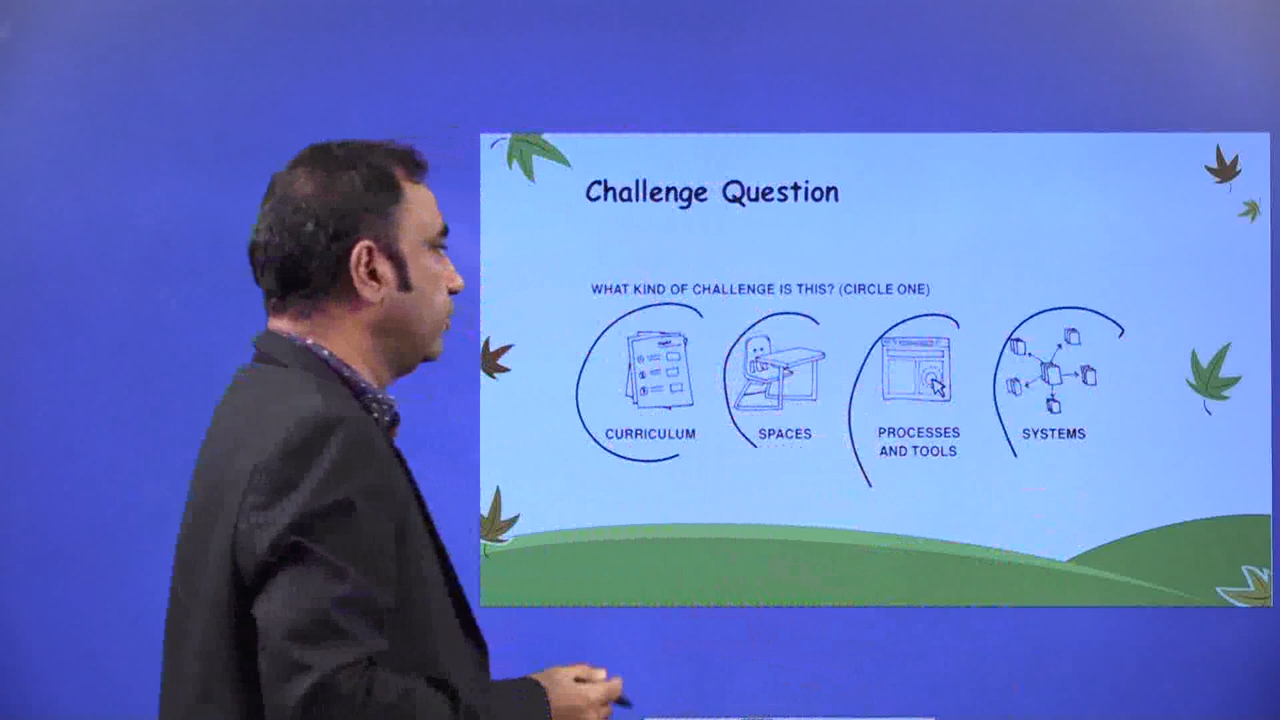 Challenge Question
WHAT KIND OF CHALLENGE IS THIS? (CIRCLE ONE)
CURRICULUM
SPACES
PROCESSES
AND TOOLS
SYSTEMS